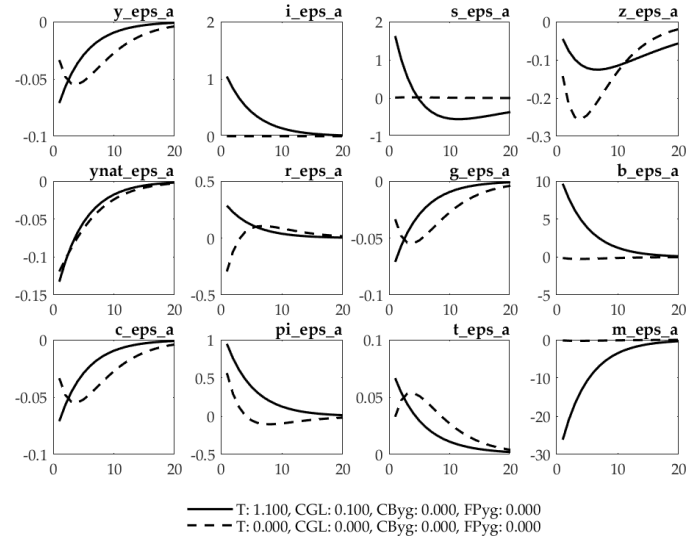 y_eps_a i_eps_a s_eps_a z_eps_a
0 2 2 0
-0.05 1 1 -0.1
0 -0.2
-0.1 0 -1 -0.3
0 10 20 0 10 20 0 10 20 0 10 20
ynat_eps_a r_eps_a g_eps_a b_eps_a
0 0.5 0 10
-0.05 0 -0.05 5
-0.1 0
-0.15 -0.5 -0.1 -5
0 10 20 0 10 20 0 10 20 0 10 20
c_eps_a pi_eps_a t_eps_a m_eps_a
0 1 0.1 0
-0.05 0.5 0.05 -10
0 -20
-0.1 -0.5 0 -30
0 10 20 0 10 20 0 10 20 0 10 20
T: 1.100, CGL: 0.100, CByg: 0.000, FPyg: 0.000
T: 0.000, CGL: 0.000, CByg: 0.000, FPyg: 0.000